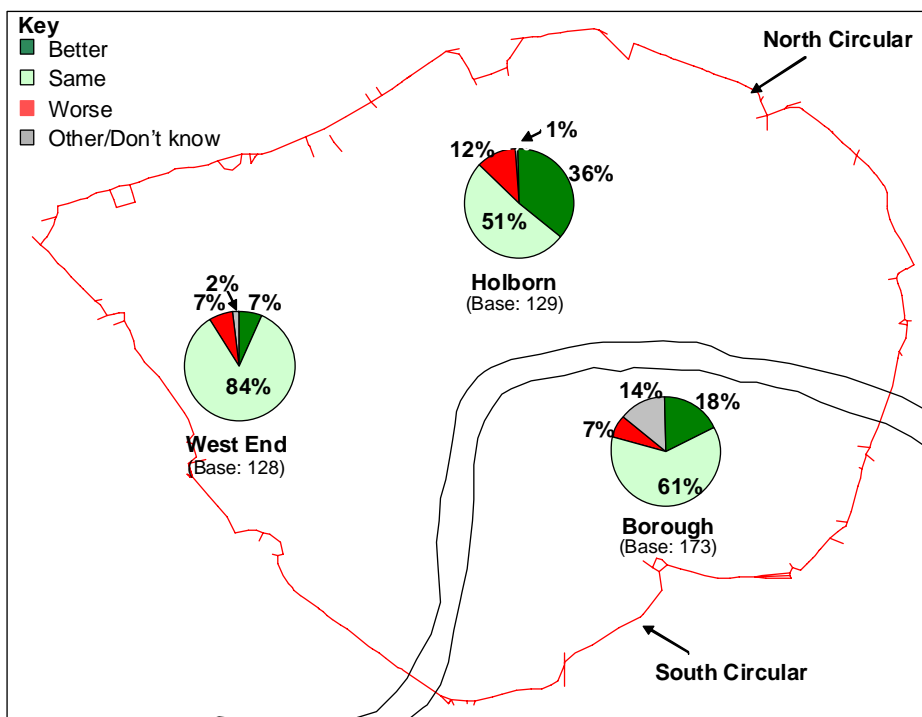 Key
Better
Same
Worse
Other/Don't know
North Circular
1%
12%
36%
51%
Holborn
(Base: 129)
2%
7%
7%
84%
West End
(Base: 128)
14%
18%
7%
61%
Borough
(Base: 173)
South Circular